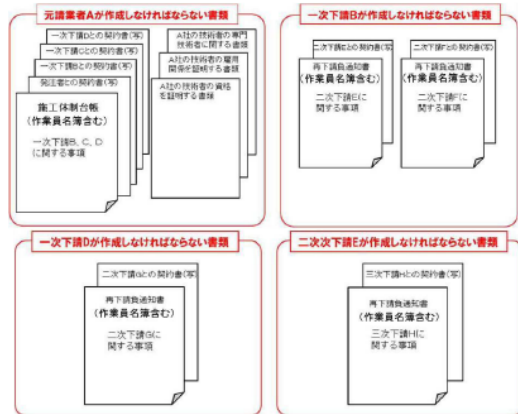 元請業者Aが作成しなければならない書類
一次下請Dとの契約書(写)
一次下請Cとの契約書(写)
一次下請Bとの契約書(写)
発注者との契約書(写)
施工体制台帳
(作業員名簿含む)
一次下請B、C、D
に関する事項
A社の技術者の専門
技術者に関する書類
A社の技術者の雇用
関係を証明する書類
A社の技術者の資格
を証明する書類
一次下請Bが作成しなければならない書類
二次下請Eとの契約書(写)
再下請負通知書
(作業員名簿含む)
二次下請Eに
関する事項
二次下請Fとの契約書(写)
再下請負通知書
(作業員名簿含む)
二次下請Fに
関する事項
一次下請Dが作成しなければならない書類
二次下請Gとの契約書(写)
再下請負通知書
(作業員名簿含む)
二次下請Gに
関する事項
二次次下請Eが作成しなければならない書類
三次下請Hとの契約書(写)
再下請負通知書
(作業員名簿含む)
三次下請Hに
関する事項